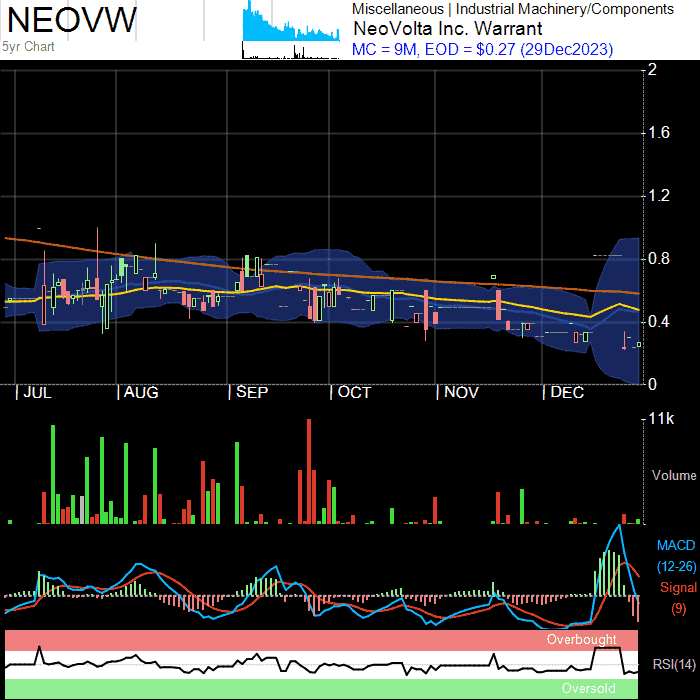 NEOVW
5yr Chart
Miscellaneous | Industrial Machinery/Components
NeoVolta Inc. Warrant
MC = 9M, EOD = $0.27 (29Dec2023)
2
1.6
1.2
0.8
0.4
0
JUL AUG SEP OCT NOV DEC
11k
Volume
MACD
(12-26)
Signal
(9)
Overbought
RSI(14)
Oversold